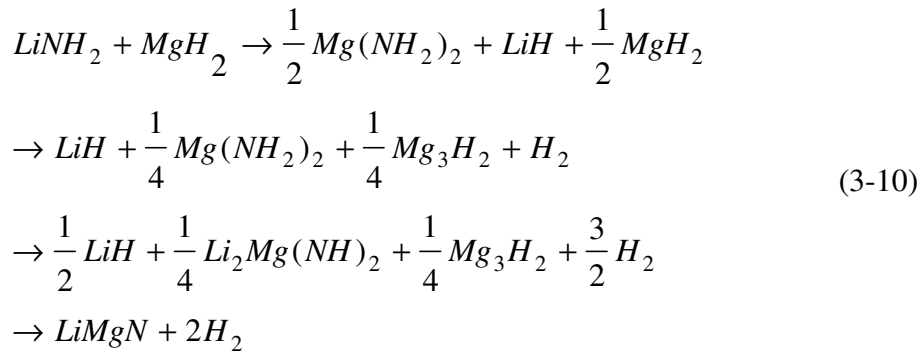 LiNH₂ + MgH₂ → 1/2 Mg(NH₂)₂ + LiH + 1/2 MgH₂
→ LiH + 1/4 Mg(NH₂)₂ + 1/4 Mg₃H₂ + H₂
(3-10)
→ 1/2 LiH + 1/4 Li₂Mg(NH)₂ + 1/4 Mg₃H₂ + 3/2 H₂
→ LiMgN + 2H₂